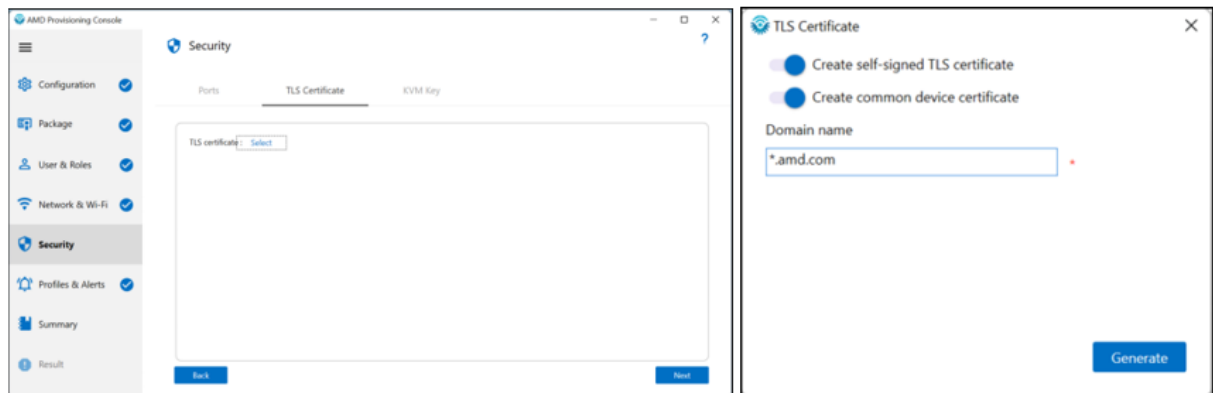 AMD Provisioning Console
Security
?
Configuration
Package
User & Roles
Network & Wi-Fi
Security
Profiles & Alerts
Summary
Result
Ports TLS Certificate KVM Key
TLS certificate : Select
Back Next
TLS Certificate
Create self-signed TLS certificate
Create common device certificate
Domain name
*.amd.com *
Generate